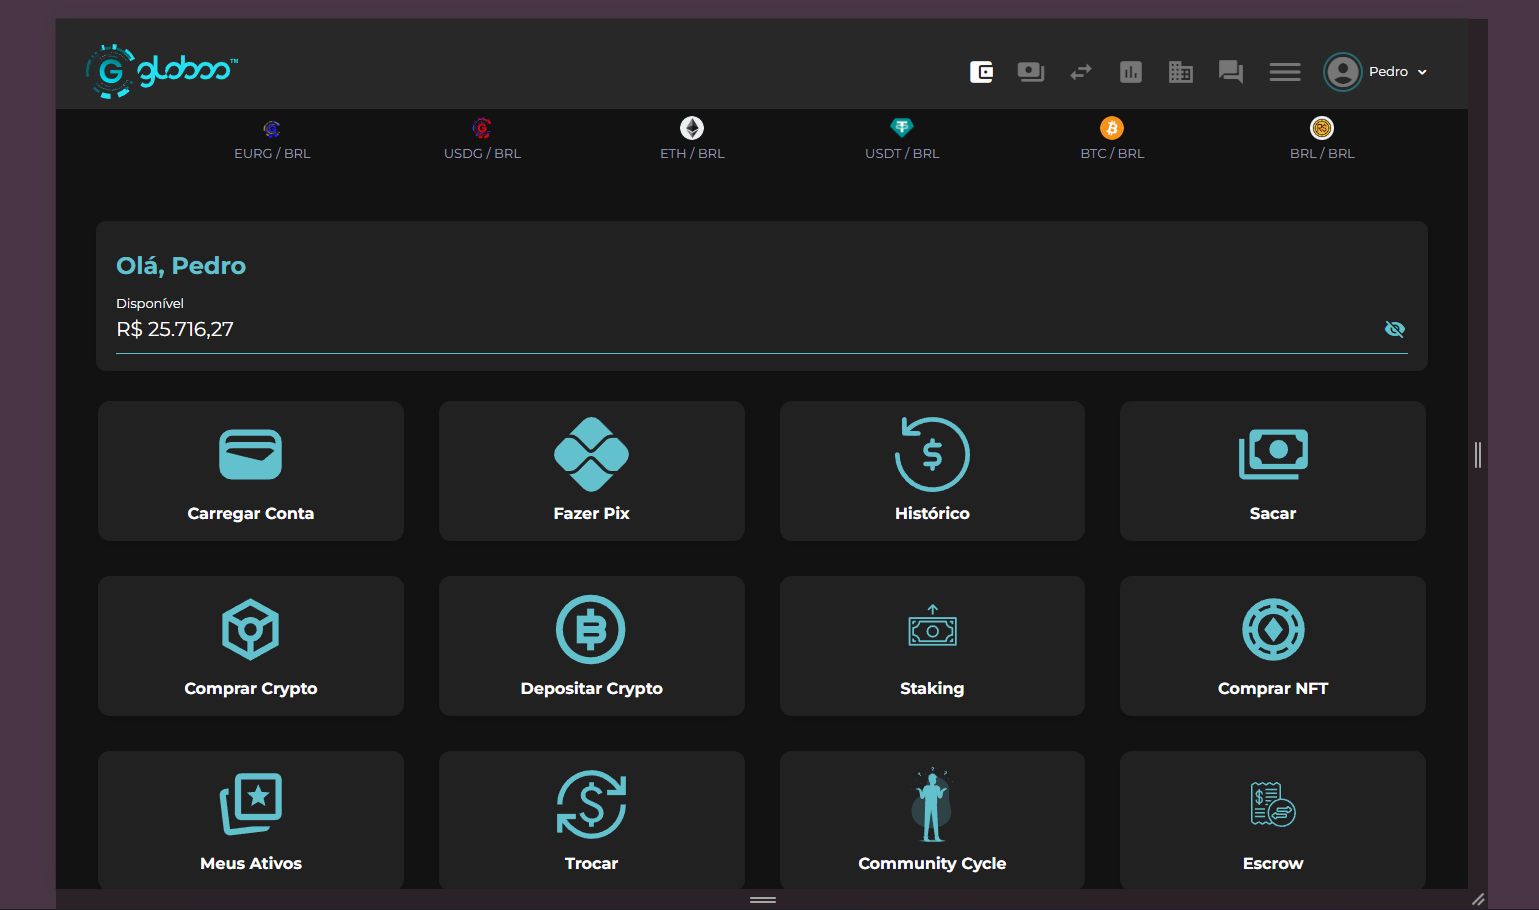 G globoo™
Pedro
EURG / BRL
USDG / BRL
ETH / BRL
USDT / BRL
BTC / BRL
BRL / BRL
Olá, Pedro
Disponível
R$ 25.716,27
Carregar Conta
Fazer Pix
Histórico
Sacar
Comprar Crypto
Depositar Crypto
Staking
Comprar NFT
Meus Ativos
Trocar
Community Cycle
Escrow